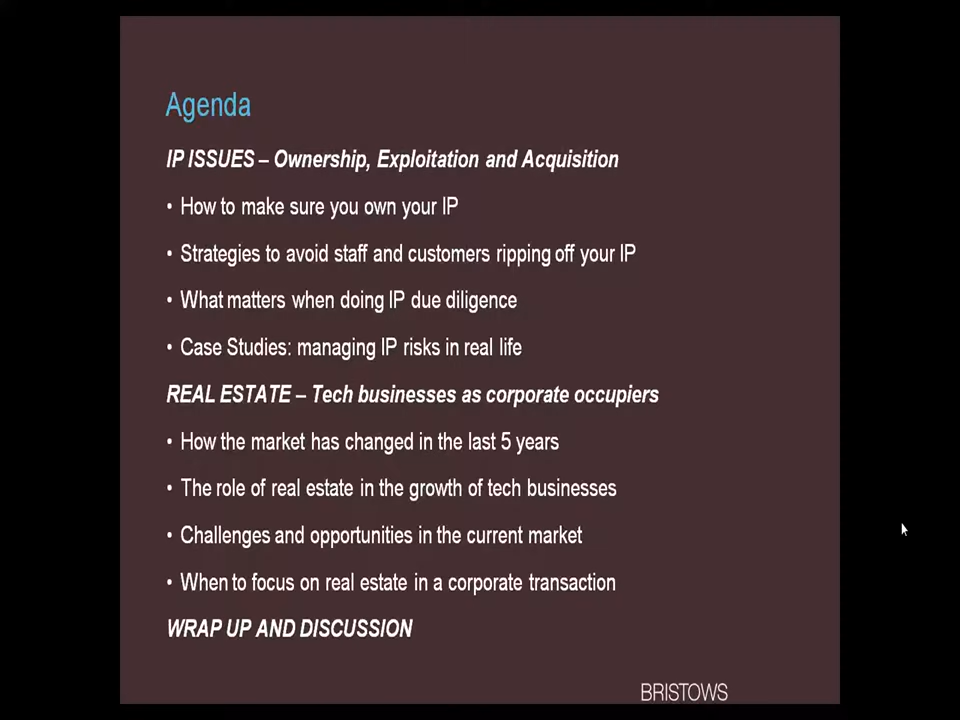 Agenda
IP ISSUES – Ownership, Exploitation and Acquisition
• How to make sure you own your IP
• Strategies to avoid staff and customers ripping off your IP
• What matters when doing IP due diligence
• Case Studies: managing IP risks in real life
REAL ESTATE – Tech businesses as corporate occupiers
• How the market has changed in the last 5 years
• The role of real estate in the growth of tech businesses
• Challenges and opportunities in the current market
• When to focus on real estate in a corporate transaction
WRAP UP AND DISCUSSION
BRISTOWS